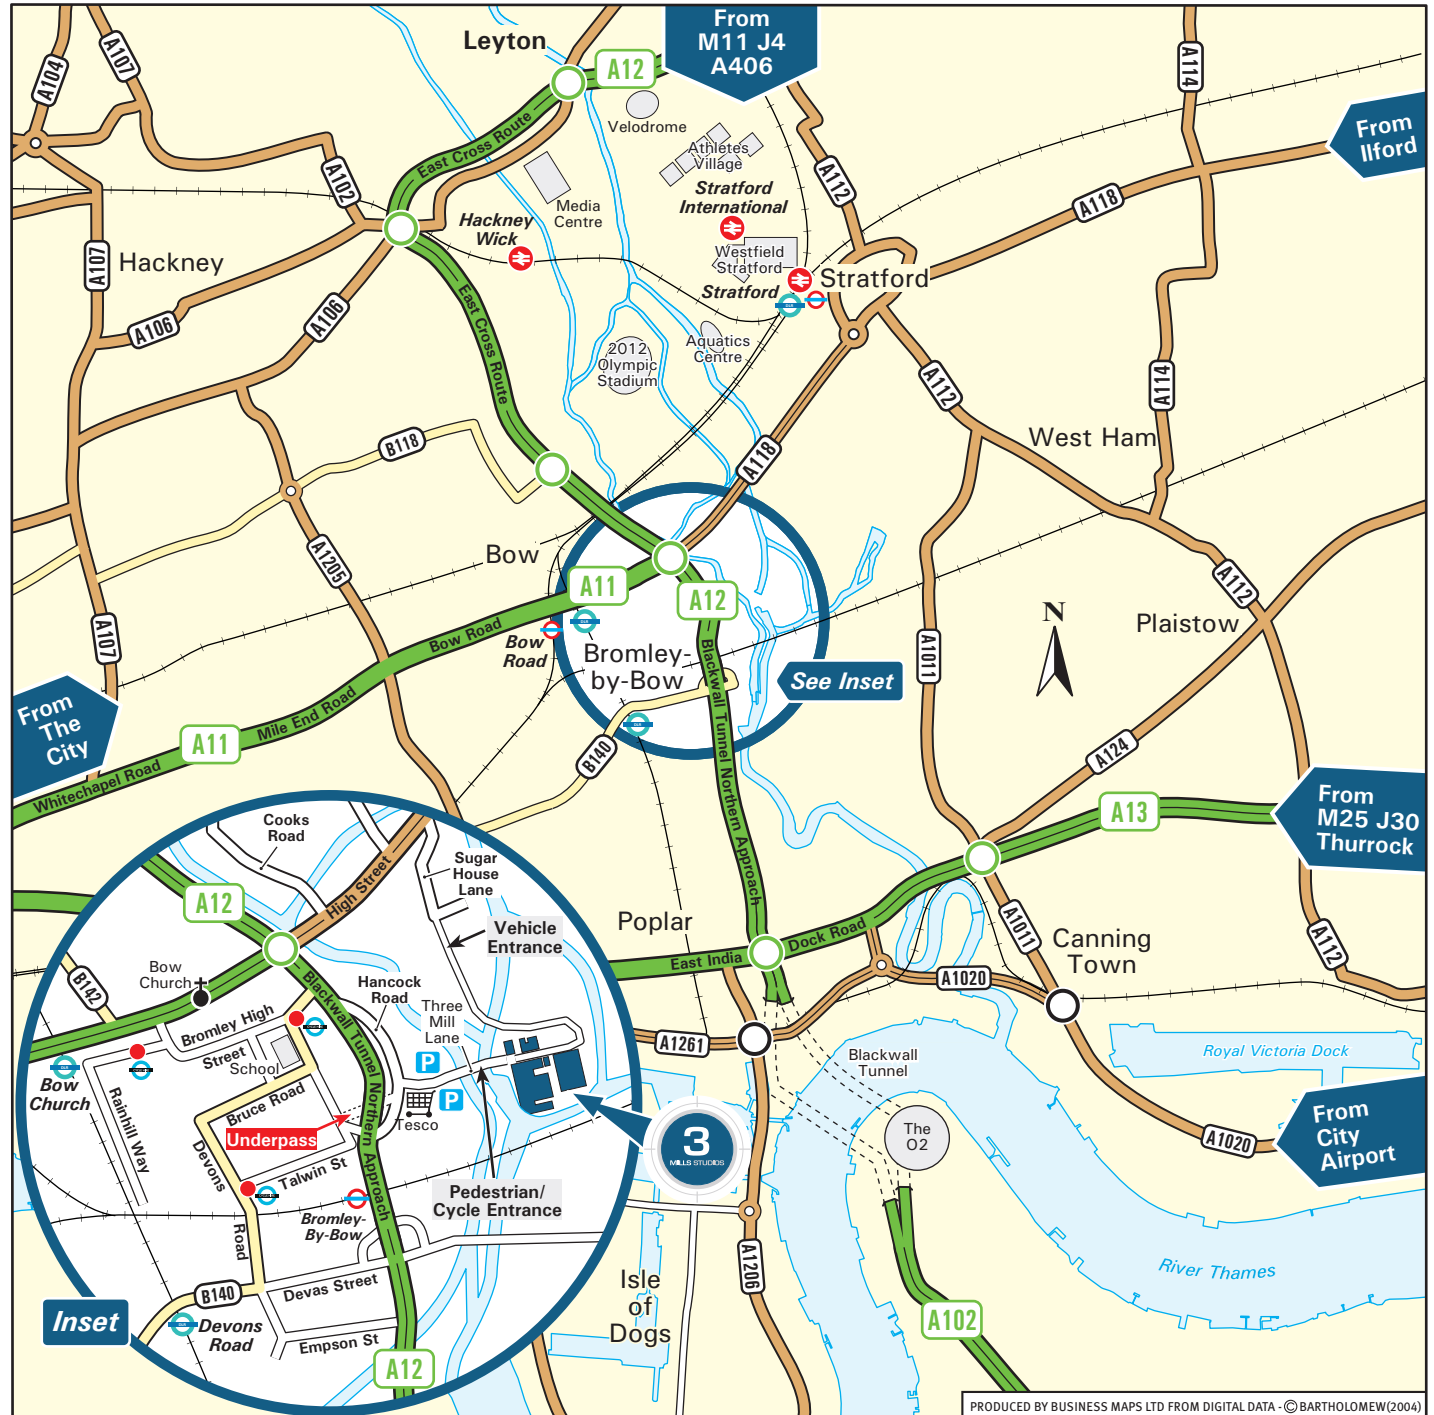 From
M11 J4
A406
Leyton
A12
A104
A107
A114
East Cross Route
Velodrome
Athletes
Village
From
Ilford
A102
A112
Media
Centre
Stratford
International
A118
Hackney
Wick
A107
Hackney
Westfield
Stratford
Stratford
Stratford
A106
A106
East Cross Route
2012
Olympic
Stadium
Aquatics
Centre
A112
A114
B118
A118
West Ham
A1205
Bow
A11
A12
A112
N
Plaistow
A107
Bow Road
Bow
Road
DLR
Bromley-
by-Bow
Blackwall Tunnel Northern Approach
See Inset
A1011
From
The
City
Mile End Road
A11
Whitechapel Road
DLR
B140
A124
A13
From
M25 J30
Thurrock
Poplar
East India
Dock Road
A1011
Canning
Town
A112
A1020
A1261
Blackwall
Tunnel
Royal Victoria Dock
The
O2
From
City
Airport
A1020
3
MILLS STUDIOS
A1206
River Thames
Isle
of
Dogs
A102
Cooks
Road
Sugar
House
Lane
High Street
A12
Vehicle
Entrance
Bow
Church
B142
Hancock
Road
Three
Mill
Lane
Blackwall Tunnel Northern Approach
Bromley High
Street
School
P
P
Tesco
DLR
Bow
Church
Rainhill Way
Bruce Road
Underpass
Devons
Road
Talwin St
Pedestrian/
Cycle Entrance
Bromley-
By-Bow
B140
Devas Street
DLR
Devons
Road
Empson St
A12
Inset
PRODUCED BY BUSINESS MAPS LTD FROM DIGITAL DATA - © BARTHOLOMEW(2004)